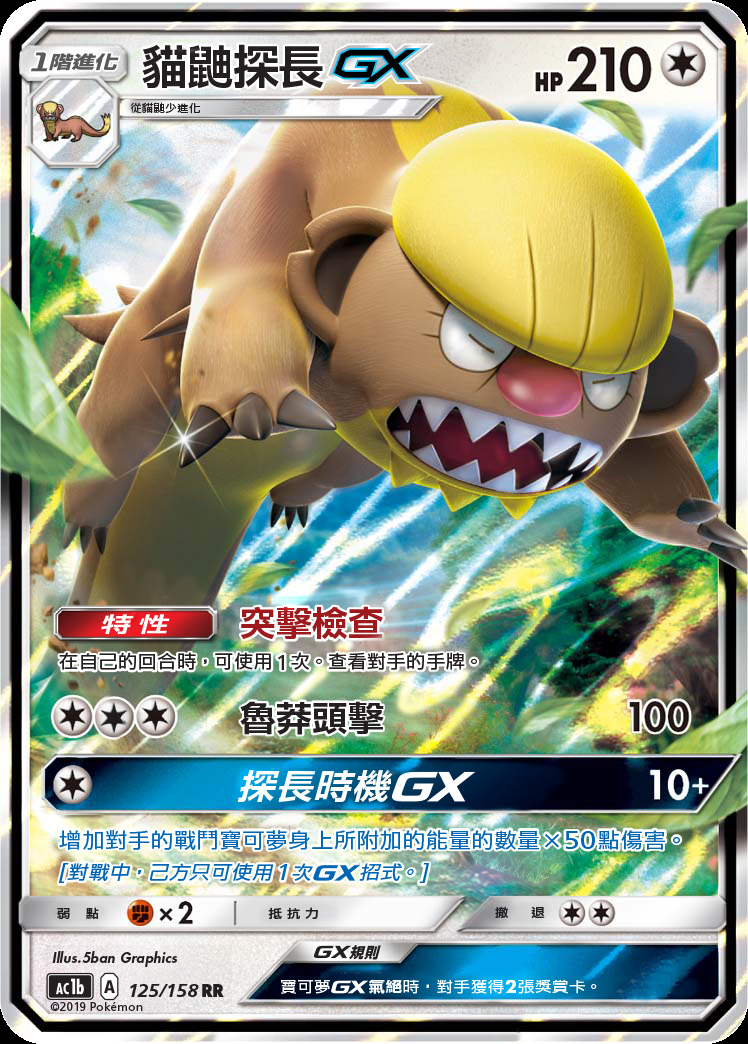 1階進化
貓鼬探長GX
HP210
從貓鼬少進化
特性 突擊檢查
在自己的回合時，可使用1次。查看對手的手牌。
魯莽頭擊 100
探長時機GX 10+
增加對手的戰鬥寶可夢身上所附加的能量的數量×50點傷害。
[對戰中，己方只可使用1次GX招式。]
弱點 ×2 抵抗力 撤退
Illus.5ban Graphics
GX規則
AC1b A 125/158 RR
寶可夢GX氣絕時，對手獲得2張獎賞卡。
©2019 Pokémon